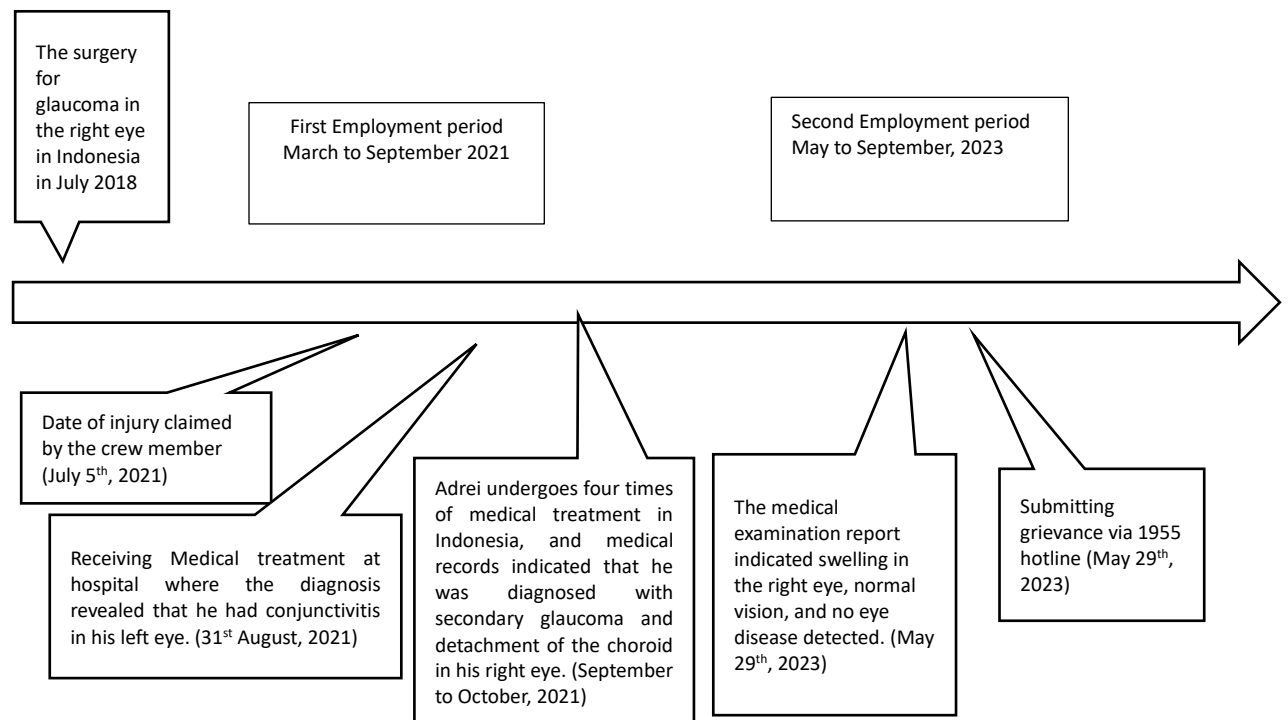 The surgery
for
glaucoma in
the right eye
in Indonesia
in July 2018
First Employment period
March to September 2021
Second Employment period
May to September, 2023
Date of injury claimed
by the crew member
(July 5th, 2021)
Receiving Medical treatment at
hospital where the diagnosis
revealed that he had conjunctivitis
in his left eye. (31st August, 2021)
Adrei undergoes four times
of medical treatment in
Indonesia, and medical
records indicated that he
was diagnosed with
secondary glaucoma and
detachment of the choroid
in his right eye. (September
to October, 2021)
The medical
examination report
indicated swelling in
the right eye, normal
vision, and no eye
disease detected. (May
29th, 2023)
Submitting
grievance via 1955
hotline (May 29th,
2023)